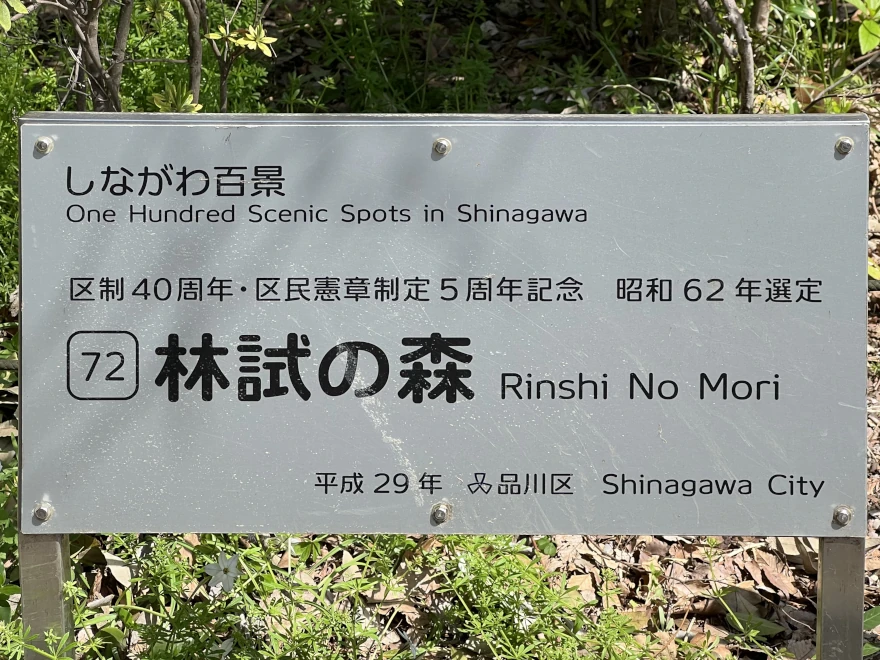 しながわ百景
One Hundred Scenic Spots in Shinagawa
区制40周年・区民憲章制定5周年記念　昭和62年選定
72 林試の森 Rinshi No Mori
平成29年 品川区 Shinagawa City